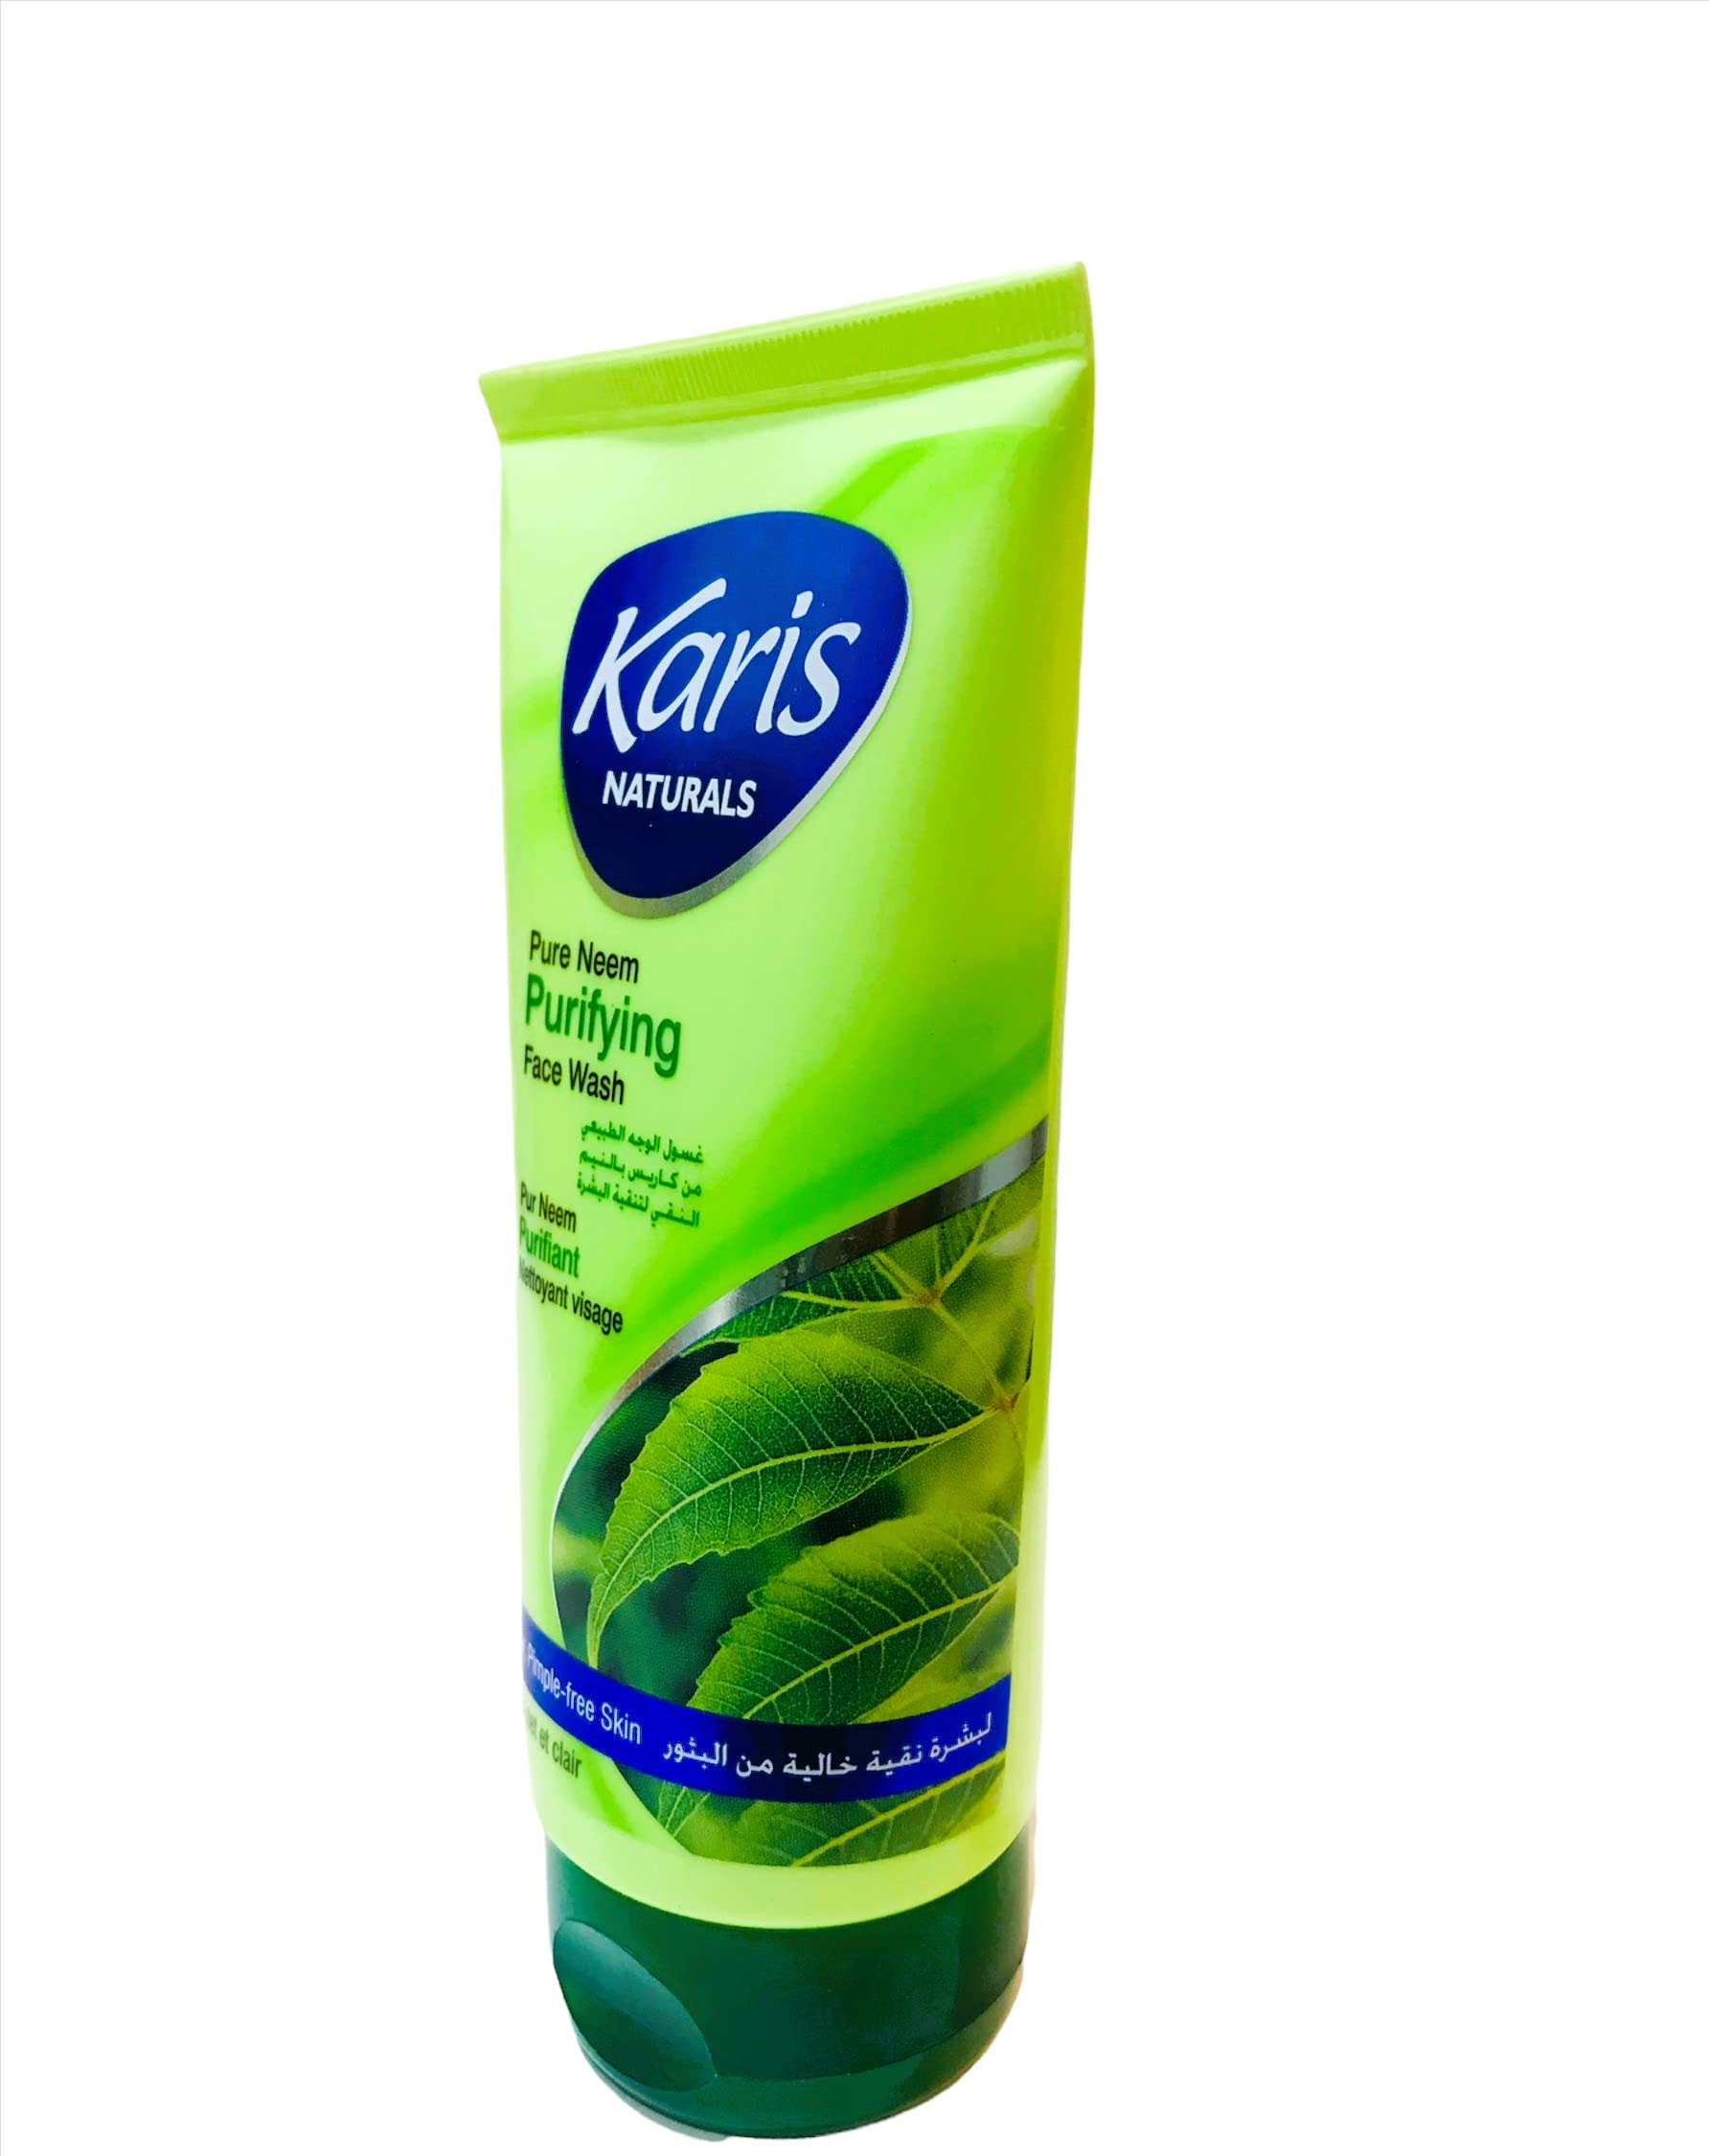 Karis
NATURALS
Pure Neem
Purifying
Face Wash
غسول الوجه الطبيعي
من كاريس بالنيم
النقي لتنقية البشرة
Pur Neem
Purifiant
Nettoyant visage
Pimple-free Skin
لبشرة نقية خالية من البثور
et clair